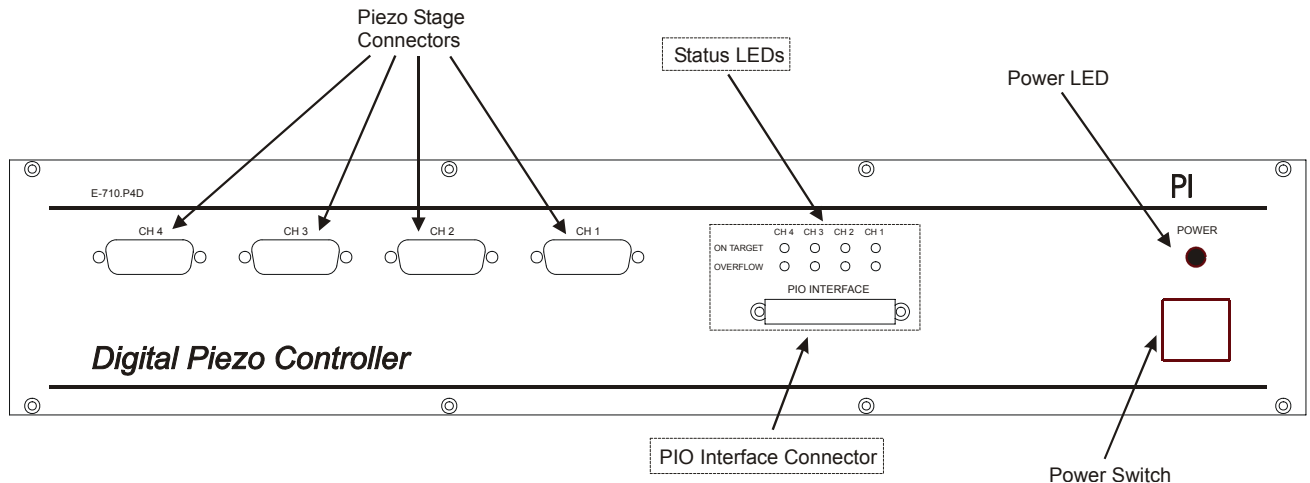 Piezo Stage
Connectors
Status LEDs
Power LED
E-710.P4D
PI
CH 4
CH 3
CH 2
CH 1
CH 4 CH 3 CH 2 CH 1
ON TARGET
OVERFLOW
PIO INTERFACE
POWER
Digital Piezo Controller
PIO Interface Connector
Power Switch